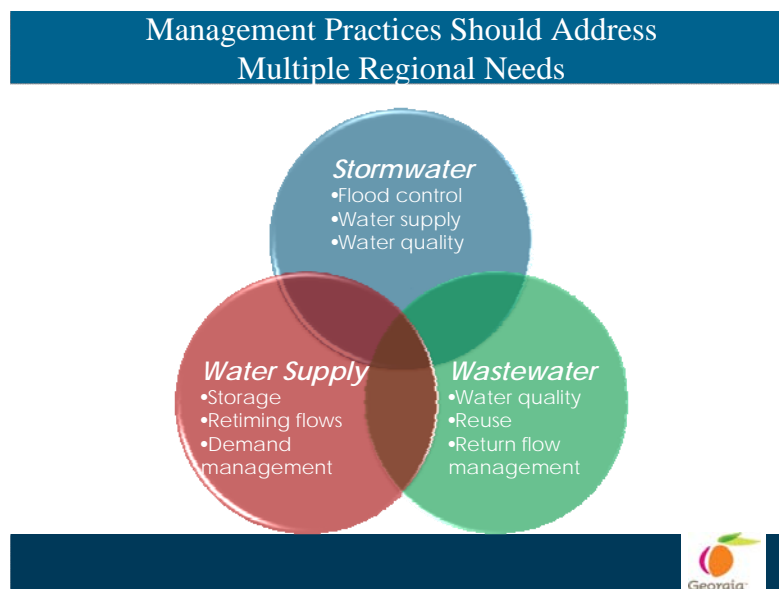 Management Practices Should Address
Multiple Regional Needs
Stormwater
•Flood control
•Water supply
•Water quality
Water Supply
•Storage
•Retiming flows
•Demand
management
Wastewater
•Water quality
•Reuse
•Return flow
management
Georgia